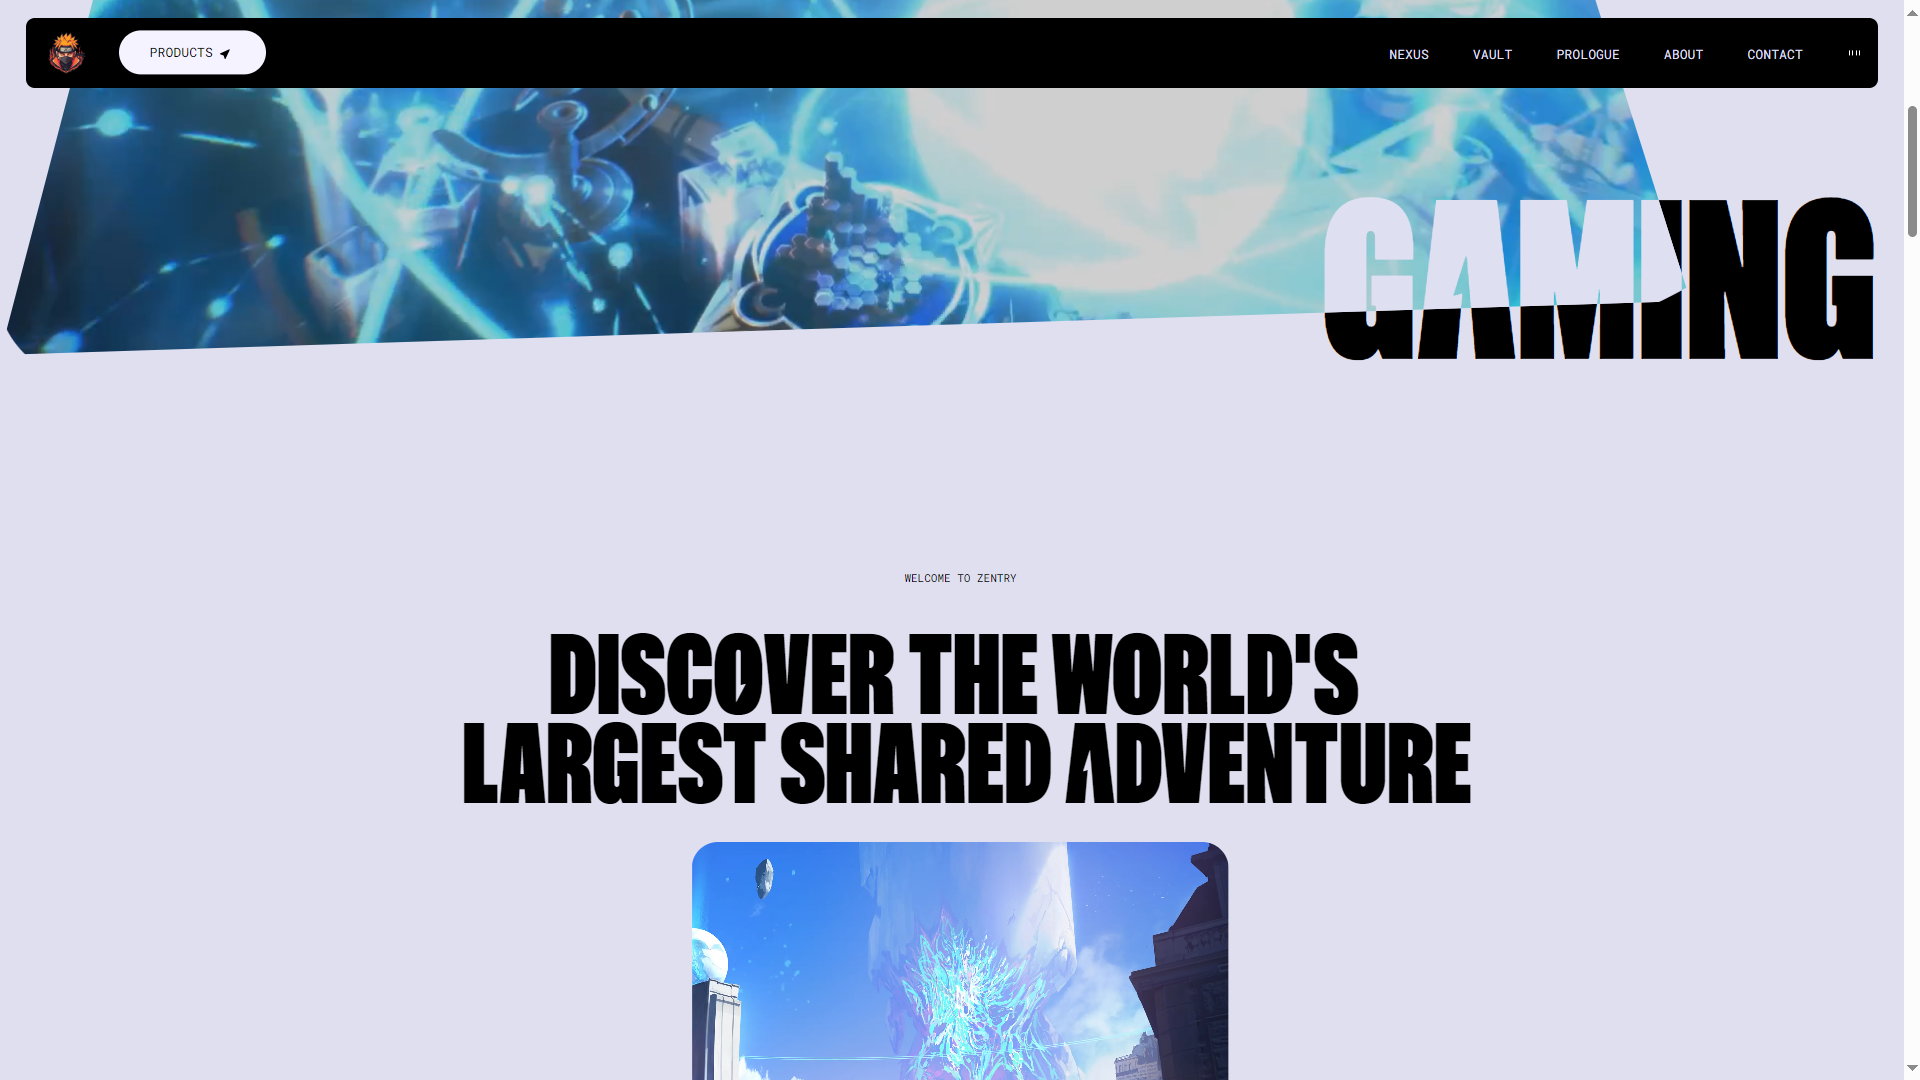 PRODUCTS
NEXUS
VAULT
PROLOGUE
ABOUT
CONTACT
GAMING
WELCOME TO ZENTRY
DISCOVER THE WORLD'S
LARGEST SHARED ADVENTURE